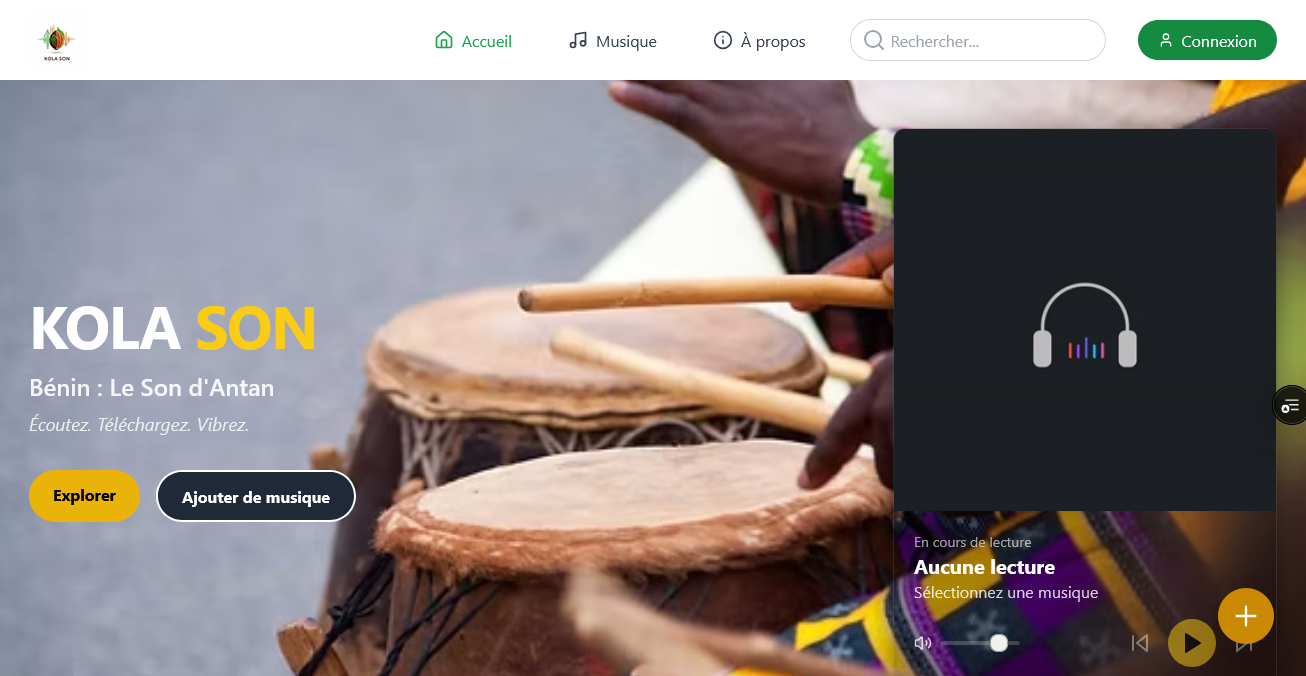 KOLA SON
Accueil
Musique
À propos
Rechercher...
Connexion
KOLA SON
Bénin : Le Son d'Antan
Écoutez. Téléchargez. Vibrez.
Explorer
Ajouter de musique
En cours de lecture
Aucune lecture
Sélectionnez une musique